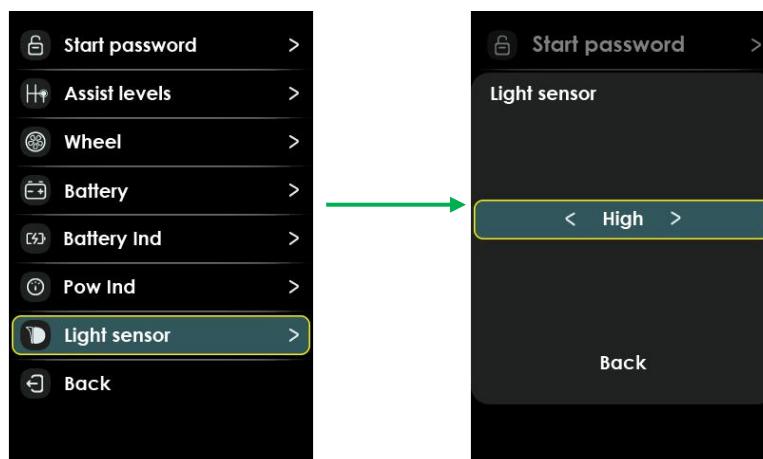 Start password >
Assist levels >
Wheel >
Battery >
Battery Ind >
Pow Ind >
Light sensor >
Back
Start password >
Light sensor
< High >
Back